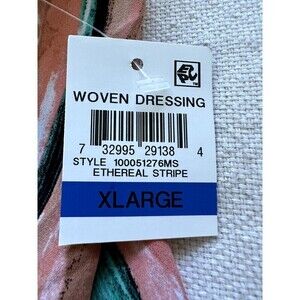 WOVEN DRESSING
7 32995 29138 4
STYLE 100051276MS
ETHEREAL STRIPE
XLARGE